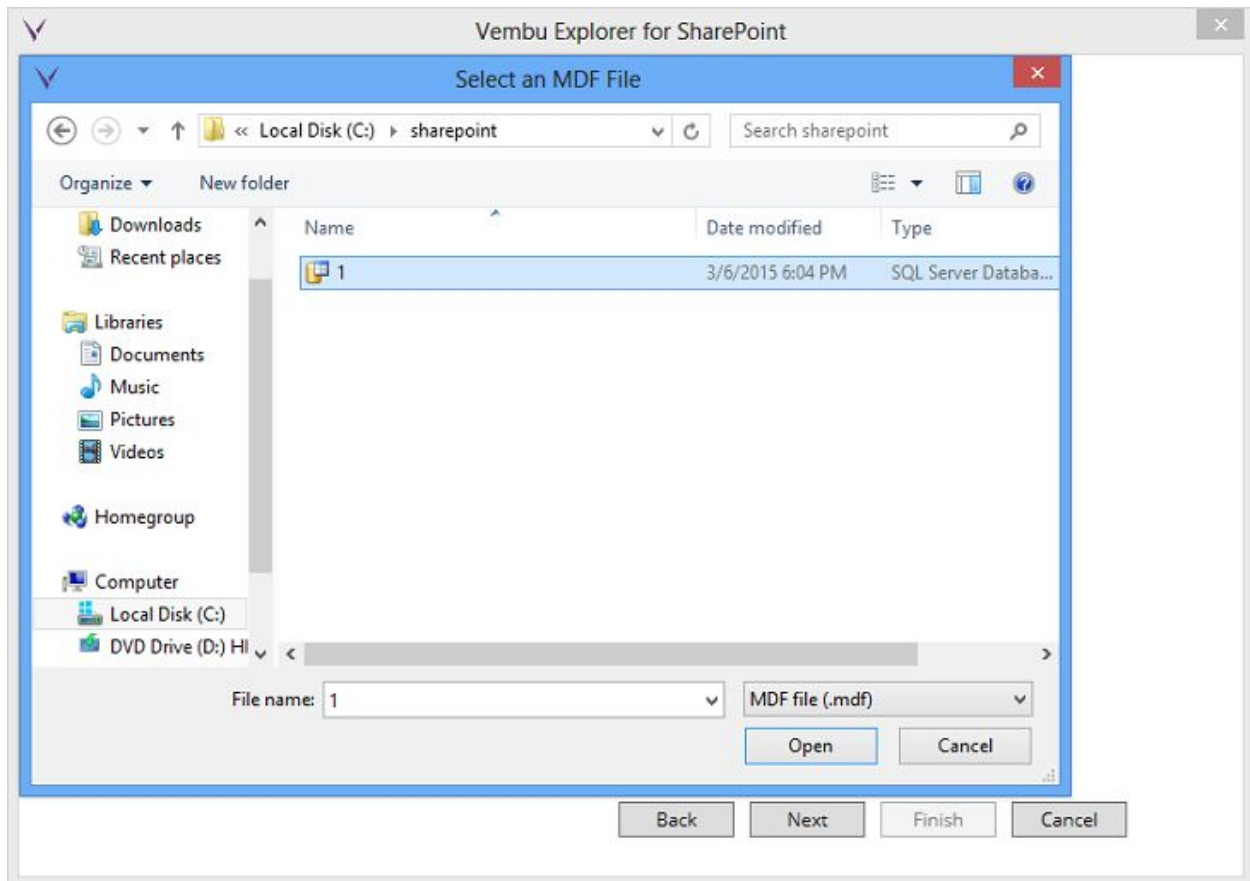 Vembu Explorer for SharePoint
Select an MDF File
« Local Disk (C:) sharepoint
Search sharepoint
Organize New folder
Name Date modified Type
1 3/6/2015 6:04 PM SQL Server Databa...
Downloads
Recent places
Libraries
Documents
Music
Pictures
Videos
Homegroup
Computer
Local Disk (C:)
DVD Drive (D:) HI
File name: 1 MDF file (.mdf)
Open Cancel
Back Next Finish Cancel